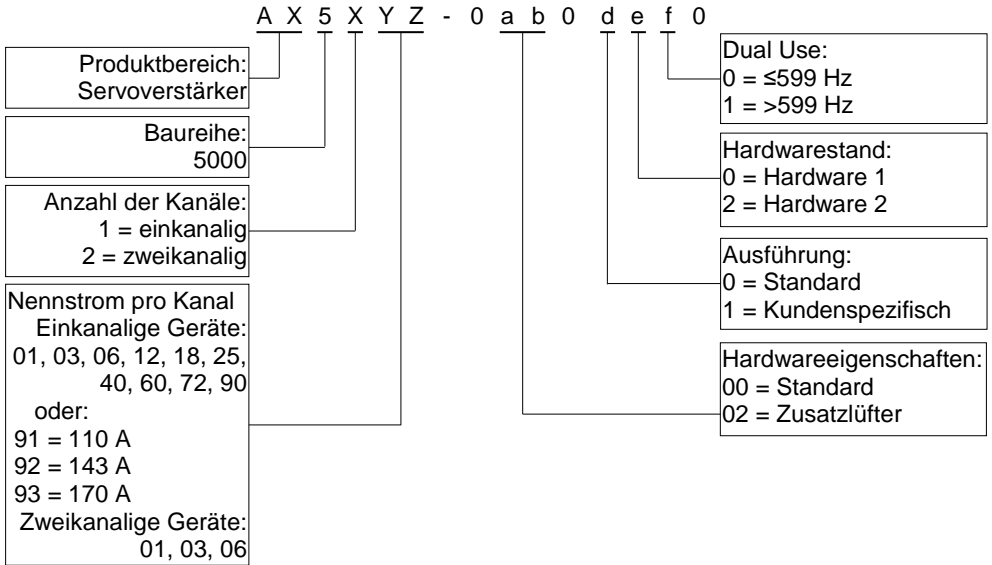 A X 5 X Y Z - 0 a b 0 d e f 0
Produktbereich:
Servoverstärker
Baureihe:
5000
Anzahl der Kanäle:
1 = einkanalig
2 = zweikanalig
Nennstrom pro Kanal
Einkanalige Geräte:
01, 03, 06, 12, 18, 25,
40, 60, 72, 90
oder:
91 = 110 A
92 = 143 A
93 = 170 A
Zweikanalige Geräte:
01, 03, 06
Dual Use:
0 = ≤599 Hz
1 = >599 Hz
Hardwarestand:
0 = Hardware 1
2 = Hardware 2
Ausführung:
0 = Standard
1 = Kundenspezifisch
Hardwareeigenschaften:
00 = Standard
02 = Zusatzlüfter